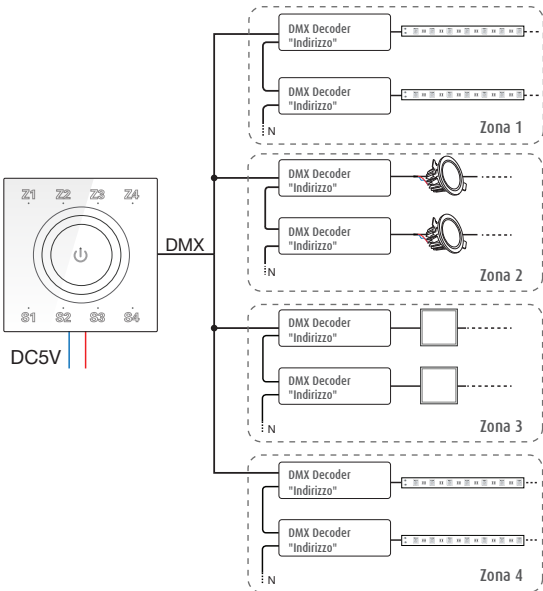 DMX Decoder
"Indirizzo"
DMX Decoder
"Indirizzo"
N
Zona 1
DMX Decoder
"Indirizzo"
DMX Decoder
"Indirizzo"
N
Zona 2
Z1 Z2 Z3 Z4
S1 S2 S3 S4
DMX
DC5V
DMX Decoder
"Indirizzo"
DMX Decoder
"Indirizzo"
N
Zona 3
DMX Decoder
"Indirizzo"
DMX Decoder
"Indirizzo"
N
Zona 4